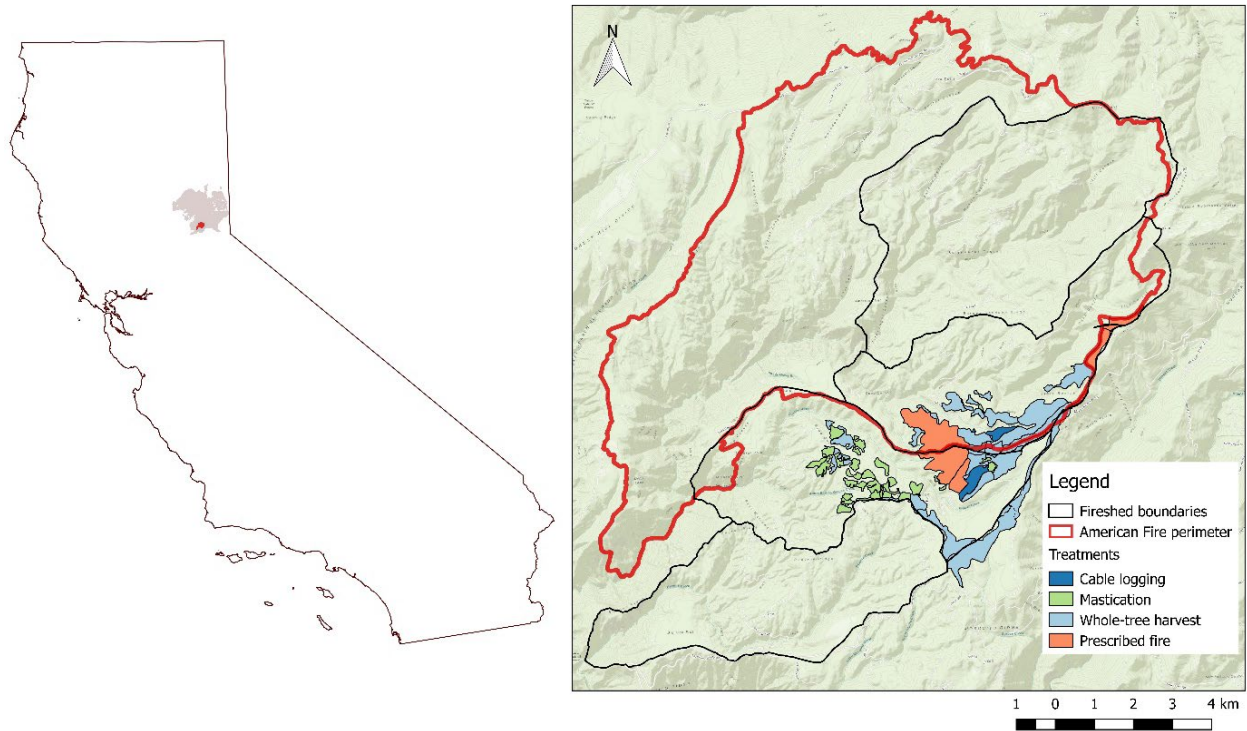 N
Legend
Fireshed boundaries
American Fire perimeter
Treatments
Cable logging
Mastication
Whole-tree harvest
Prescribed fire
1 0 1 2 3 4 km